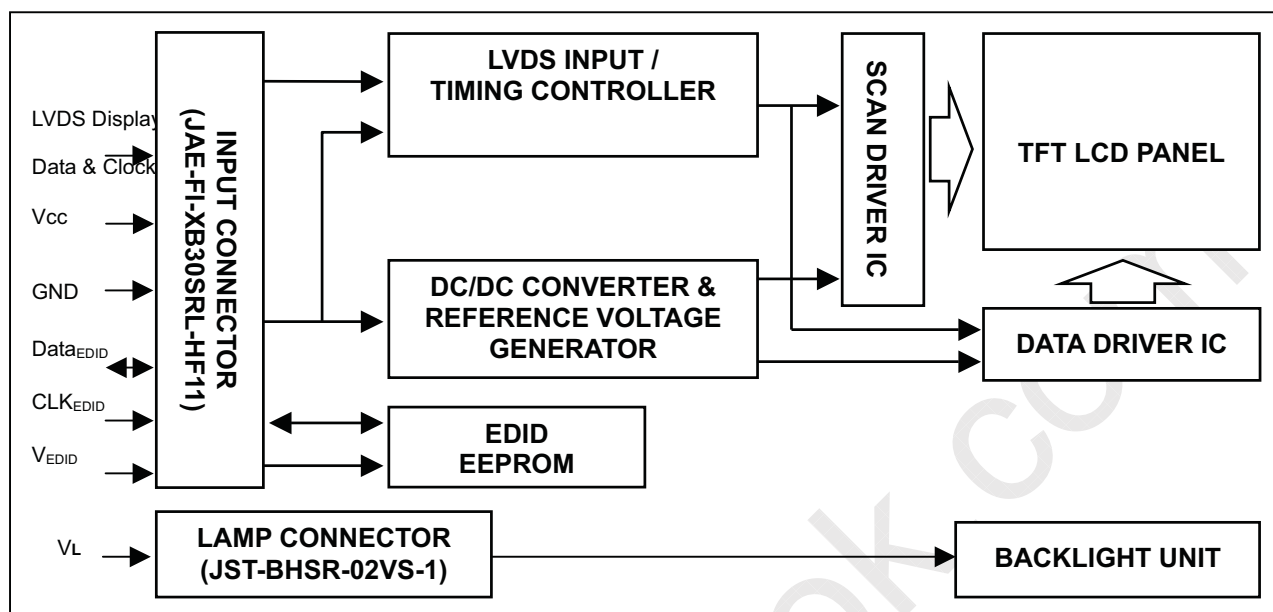 LVDS Display
Data & Clock
Vcc
GND
DataEDID
CLKEDID
VEDID
VL
INPUT CONNECTOR
(JAE-FI-XB30SRL-HF11)
LVDS INPUT /
TIMING CONTROLLER
DC/DC CONVERTER &
REFERENCE VOLTAGE
GENERATOR
EDID
EEPROM
SCAN DRIVER IC
TFT LCD PANEL
DATA DRIVER IC
LAMP CONNECTOR
(JST-BHSR-02VS-1)
BACKLIGHT UNIT